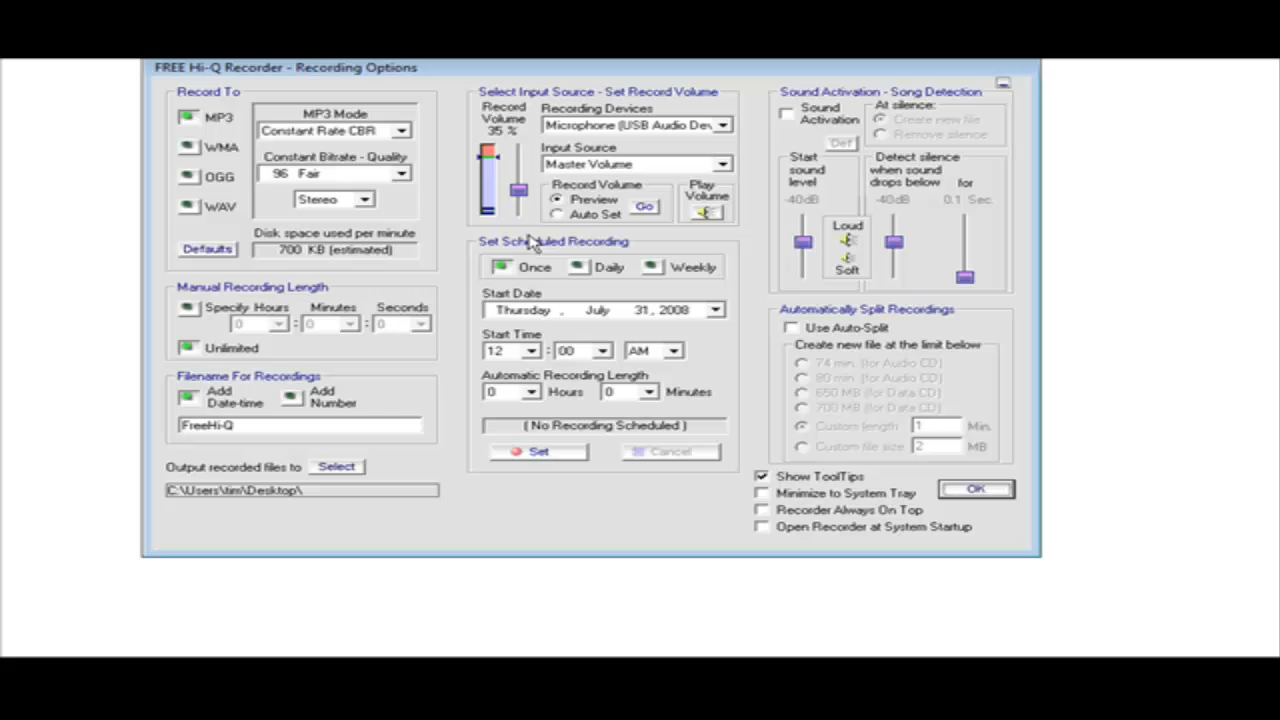 FREE Hi-Q Recorder - Recording Options
Record To
MP3
WMA
OGG
WAV
MP3 Mode
Constant Rate CBR
Constant Bitrate - Quality
96 Fair
Stereo
Disk space used per minute
Defaults
700 KB (estimated)
Manual Recording Length
Specify Hours Minutes Seconds
0 : 0 : 0
Unlimited
Filename For Recordings
Add Date-time
Add Number
FreeHi-Q
Output recorded files to Select
C:\Users\tim\Desktop\
Select Input Source - Set Record Volume
Record Volume
35 %
Recording Devices
Microphone (USB Audio Dev
Input Source
Master Volume
Record Volume
Preview
Auto Set
Go
Play Volume
Set Scheduled Recording
Once Daily Weekly
Start Date
Thursday , July 31, 2008
Start Time
12 : 00 AM
Automatic Recording Length
0 Hours 0 Minutes
( No Recording Scheduled )
Set Cancel
Sound Activation - Song Detection
Sound Activation
Def
At silence:
Create new file
Remove silence
Start sound level
-40dB
Loud
Soft
Detect silence when sound drops below for
-40dB 0.1 Sec.
Automatically Split Recordings
Use Auto-Split
Create new file at the limit below
74 min. (for Audio CD)
80 min. (for Audio CD)
650 MB (for Data CD)
700 MB (for Data CD)
Custom length 1 Min.
Custom file size 2 MB
Show ToolTips
Minimize to System Tray
Recorder Always On Top
Open Recorder at System Startup
OK